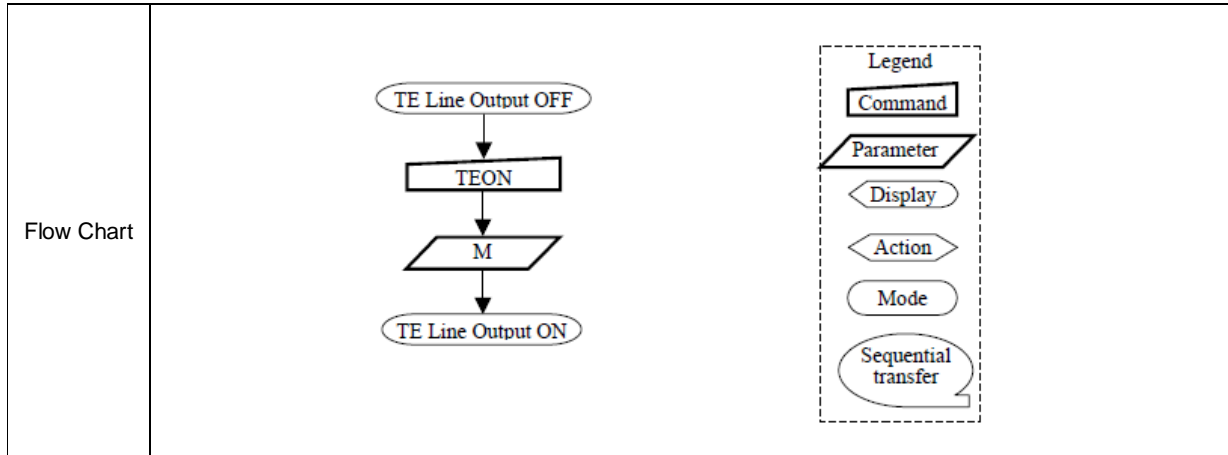 Flow Chart
TE Line Output OFF
TEON
M
TE Line Output ON
Legend
Command
Parameter
Display
Action
Mode
Sequential
transfer